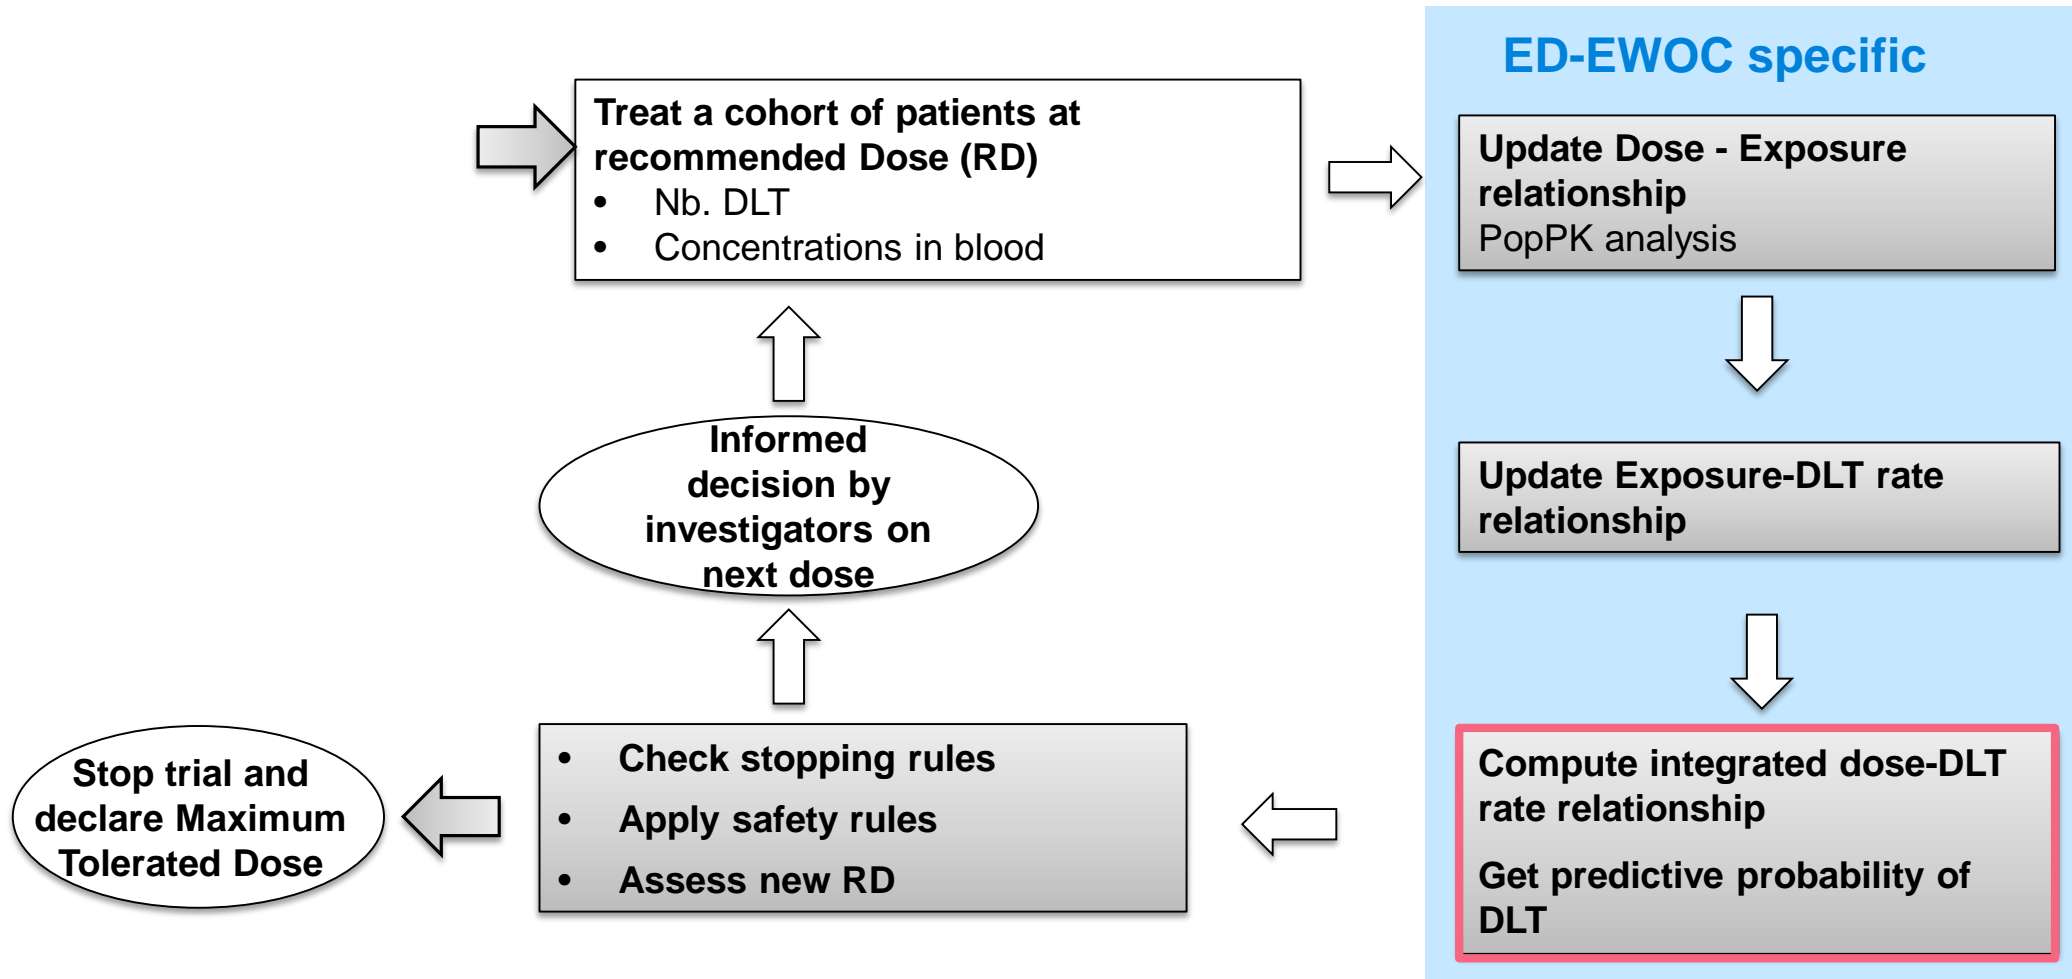 ED-EWOC specific
Treat a cohort of patients at
recommended Dose (RD)
• Nb. DLT
• Concentrations in blood
Update Dose - Exposure
relationship
PopPK analysis
Update Exposure-DLT rate
relationship
Compute integrated dose-DLT
rate relationship
Get predictive probability of
DLT
• Check stopping rules
• Apply safety rules
• Assess new RD
Informed
decision by
investigators on
next dose
Stop trial and
declare Maximum
Tolerated Dose